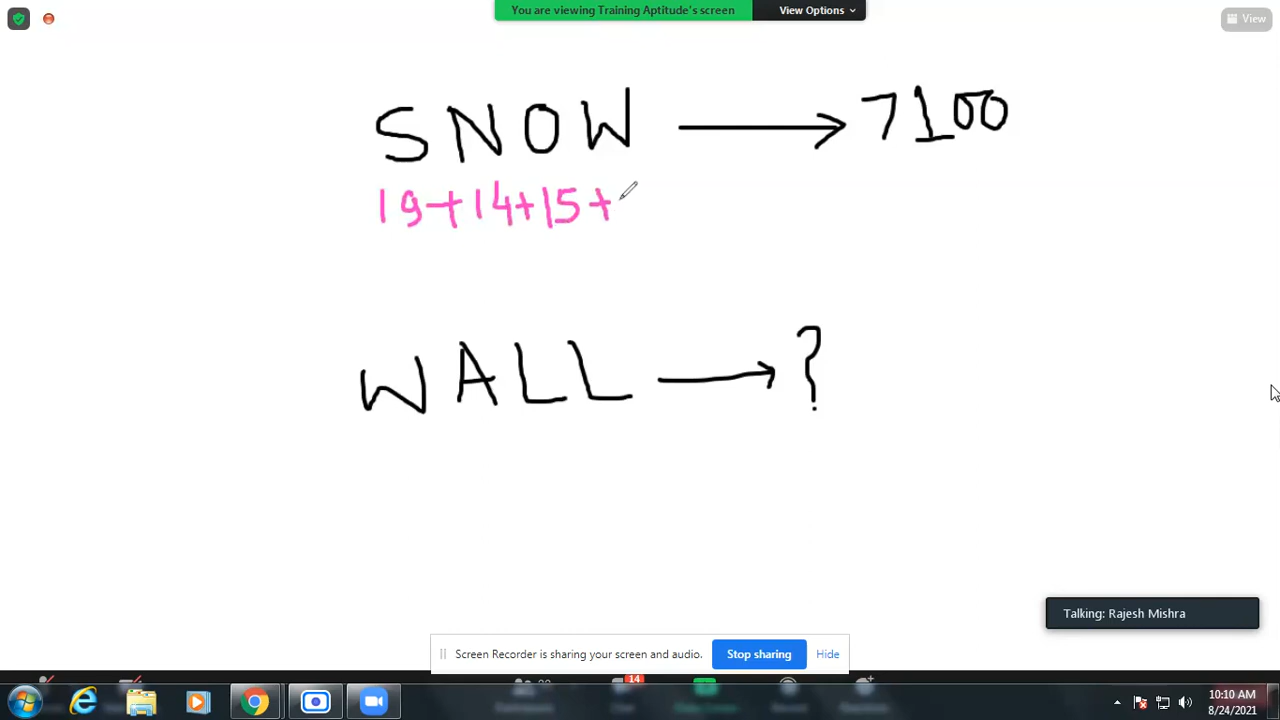 You are viewing Training Aptitude's screen
View Options
View
SNOW → 7100
19+14+15+
WALL → ?
Talking: Rajesh Mishra
Screen Recorder is sharing your screen and audio.
Stop sharing
Hide
14
10:10 AM
8/24/2021